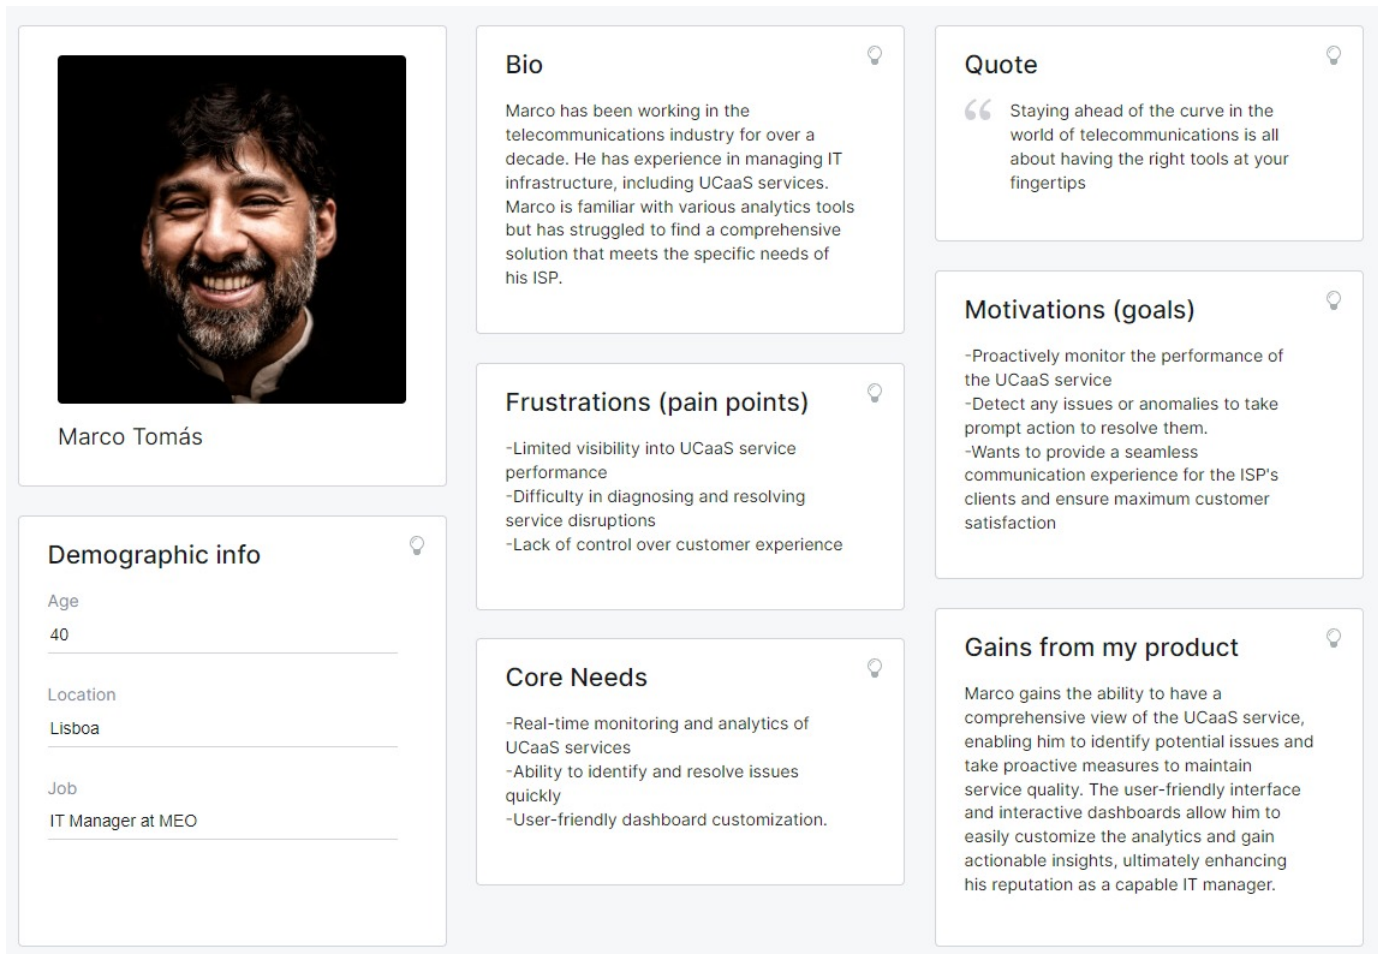 Marco Tomás
Demographic info
Age
40
Location
Lisboa
Job
IT Manager at MEO
Bio
Marco has been working in the
telecommunications industry for over a
decade. He has experience in managing IT
infrastructure, including UCaaS services.
Marco is familiar with various analytics tools
but has struggled to find a comprehensive
solution that meets the specific needs of
his ISP.
Frustrations (pain points)
-Limited visibility into UCaaS service
performance
-Difficulty in diagnosing and resolving
service disruptions
-Lack of control over customer experience
Core Needs
-Real-time monitoring and analytics of
UCaaS services
-Ability to identify and resolve issues
quickly
-User-friendly dashboard customization.
Quote
“ Staying ahead of the curve in the
world of telecommunications is all
about having the right tools at your
fingertips
Motivations (goals)
-Proactively monitor the performance of
the UCaaS service
-Detect any issues or anomalies to take
prompt action to resolve them.
-Wants to provide a seamless
communication experience for the ISP's
clients and ensure maximum customer
satisfaction
Gains from my product
Marco gains the ability to have a
comprehensive view of the UCaaS service,
enabling him to identify potential issues and
take proactive measures to maintain
service quality. The user-friendly interface
and interactive dashboards allow him to
easily customize the analytics and gain
actionable insights, ultimately enhancing
his reputation as a capable IT manager.